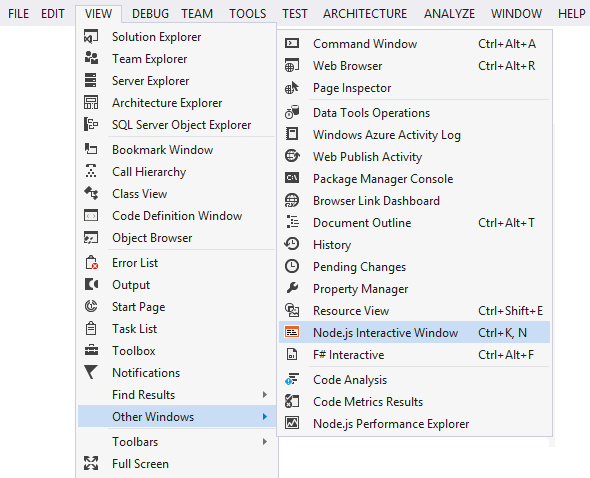 FILE EDIT VIEW DEBUG TEAM TOOLS TEST ARCHITECTURE ANALYZE WINDOW HELP
Solution Explorer
Team Explorer
Server Explorer
Architecture Explorer
SQL Server Object Explorer
Bookmark Window
Call Hierarchy
Class View
Code Definition Window
Object Browser
Error List
Output
Start Page
Task List
Toolbox
Notifications
Find Results
Other Windows
Toolbars
Full Screen
Command Window Ctrl+Alt+A
Web Browser Ctrl+Alt+R
Page Inspector
Data Tools Operations
Windows Azure Activity Log
Web Publish Activity
Package Manager Console
Browser Link Dashboard
Document Outline Ctrl+Alt+T
History
Pending Changes
Property Manager
Resource View Ctrl+Shift+E
Node.js Interactive Window Ctrl+K, N
F# Interactive Ctrl+Alt+F
Code Analysis
Code Metrics Results
Node.js Performance Explorer